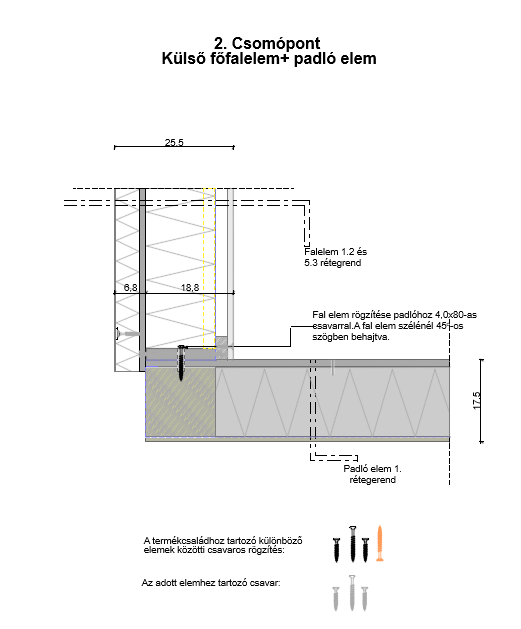 2. Csomópont
Külső főfalelem+ padló elem
25.5
Falelem 1.2 és
5.3 rétegrend
6,8
18,8
Fal elem rögzítése padlóhoz 4,0x80-as
csavarral.A fal elem szélénél 45°-os
szögben behajtva.
17.5
Padló elem 1.
rétegerend
A termékcsaládhoz tartozó különböző
elemek közötti csavaros rögzítés:
Az adott elemhez tartozó csavar: